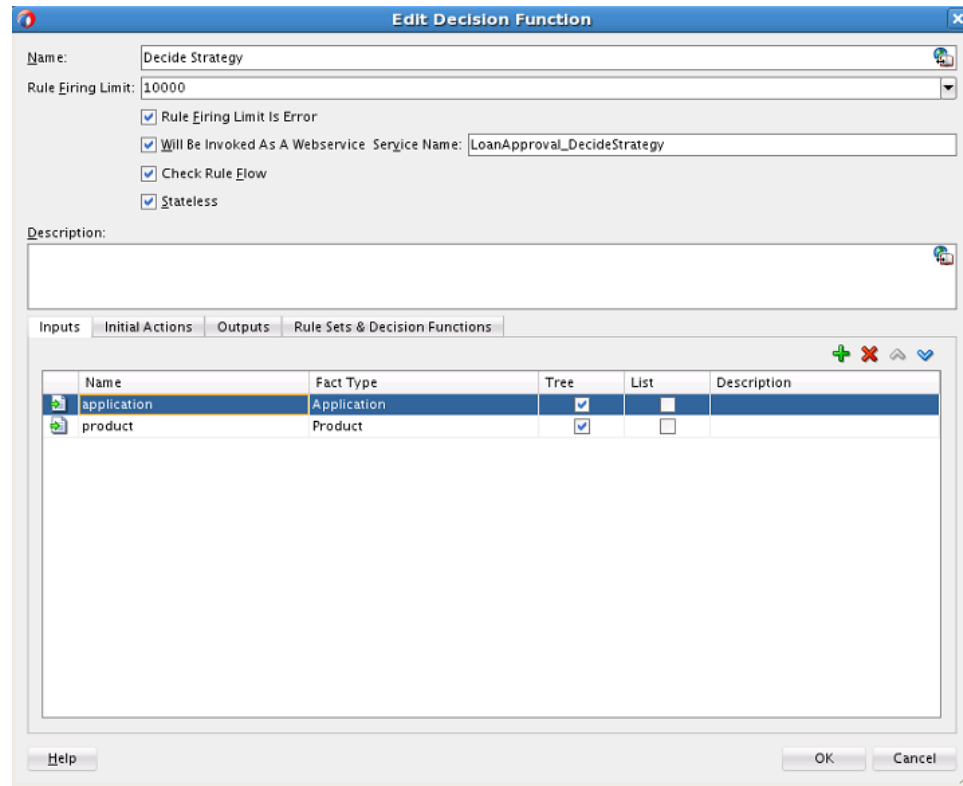 Edit Decision Function
Name: Decide Strategy
Rule Firing Limit: 10000
Rule Firing Limit Is Error
Will Be Invoked As A Webservice Service Name: LoanApproval_DecideStrategy
Check Rule Flow
Stateless
Description:
Inputs Initial Actions Outputs Rule Sets & Decision Functions
Name Fact Type Tree List Description
application Application
product Product
Help OK Cancel